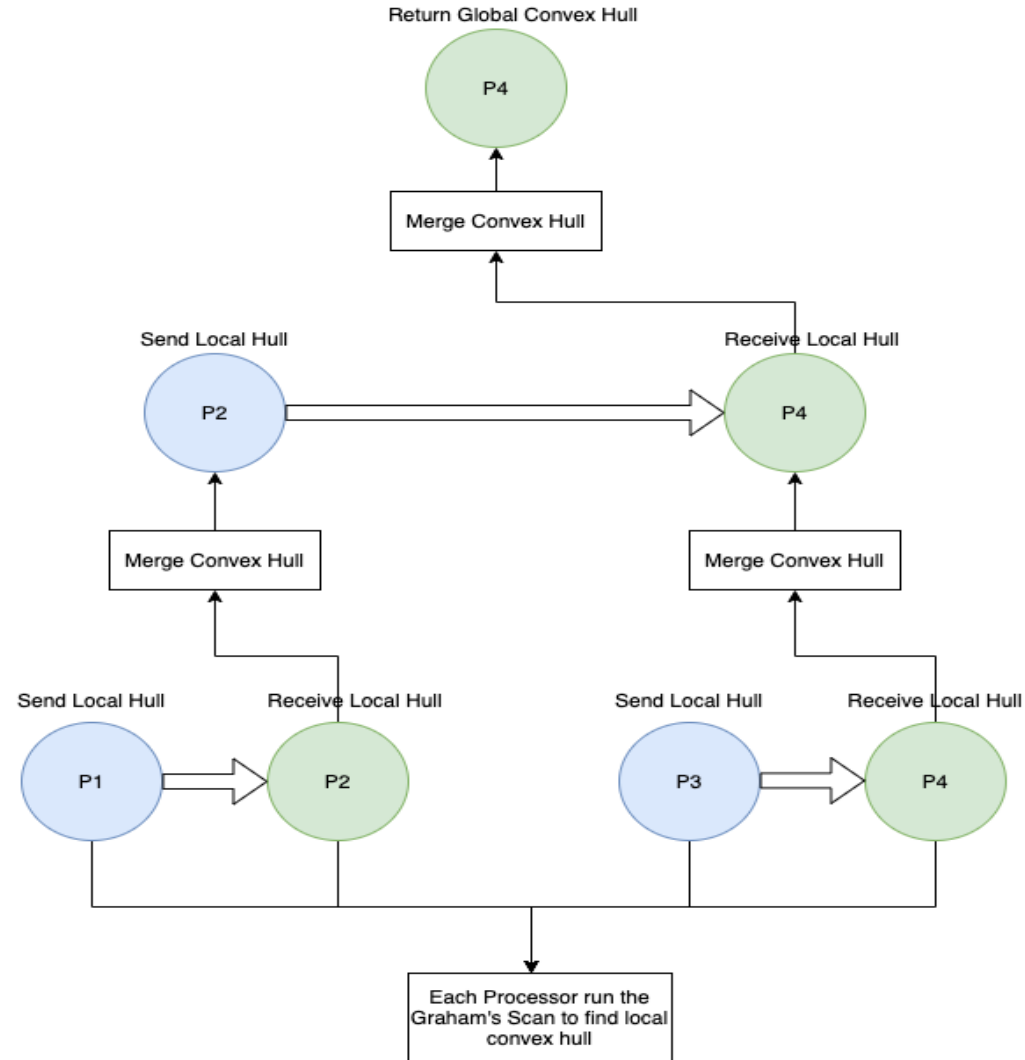 Return Global Convex Hull
P4
Merge Convex Hull
Send Local Hull
Receive Local Hull
P2
P4
Merge Convex Hull
Merge Convex Hull
Send Local Hull
Receive Local Hull
Send Local Hull
Receive Local Hull
P1
P2
P3
P4
Each Processor run the
Graham's Scan to find local
convex hull